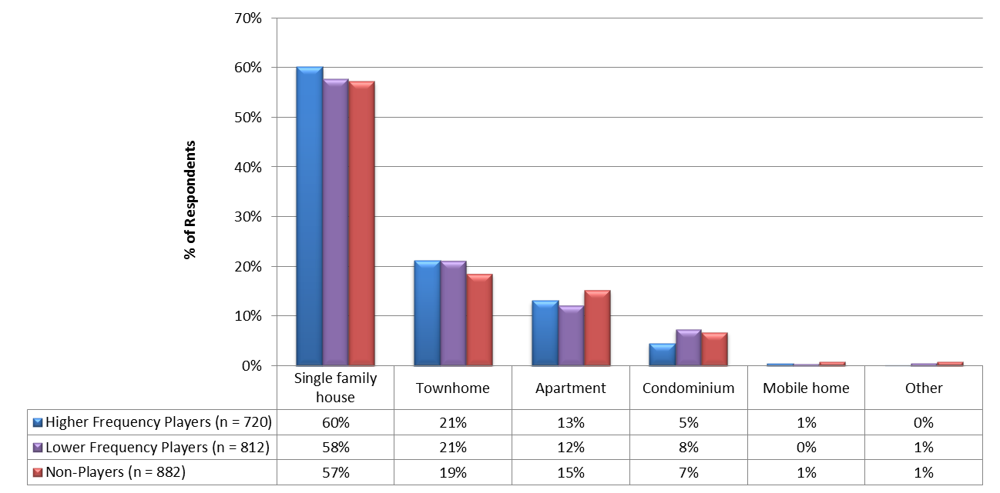 70%
60%
50%
40%
30%
20%
10%
0%
% of Respondents
Single family house Townhome Apartment Condominium Mobile home Other
Higher Frequency Players (n = 720) 60% 21% 13% 5% 1% 0%
Lower Frequency Players (n = 812) 58% 21% 12% 8% 0% 1%
Non-Players (n = 882) 57% 19% 15% 7% 1% 1%